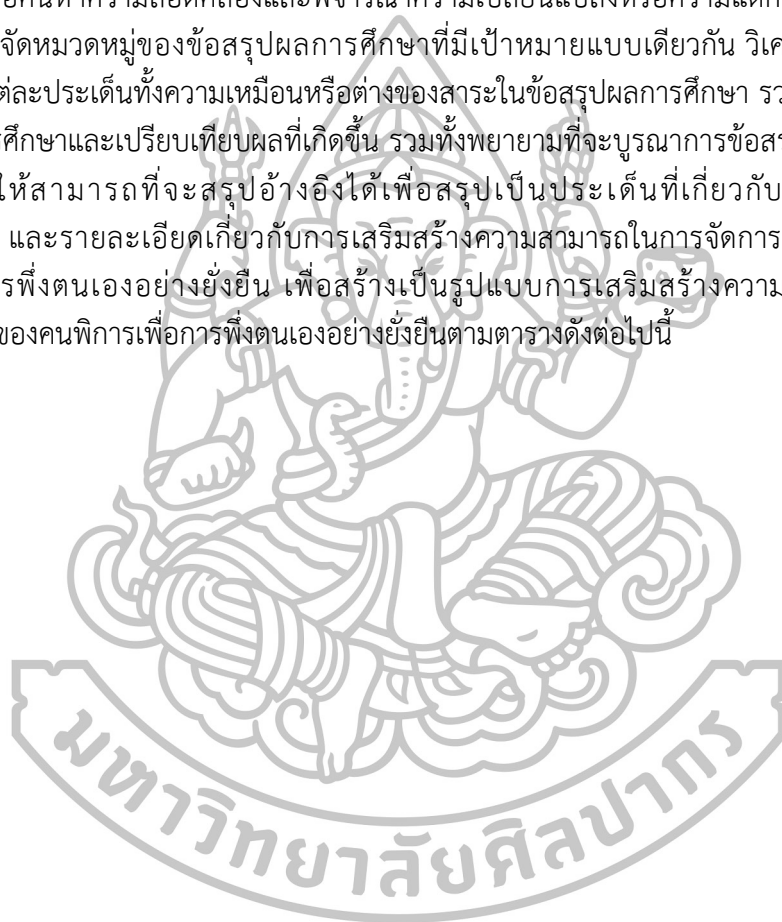 จัดหมวดหมู่ของข้อสรุปผลการศึกษาที่มีเป้าหมายแบบเดียวกัน
ต่ละประเด็นทั้งความเหมือนหรือต่างของสาระในข้อสรุปผลการศึกษา
รศึกษาและเปรียบเทียบผลที่เกิดขึ้น รวมทั้งพยายามที่จะบูรณาการข้อสร
ให้สามารถที่จะสรุปอ้างอิงได้เพื่อสรุปเป็นประเด็นที่เกี่ยวกับ
และรายละเอียดเกี่ยวกับการเสริมสร้างความสามารถในการจัดการ
รพึ่งตนเองอย่างยั่งยืน เพื่อสร้างเป็นรูปแบบการเสริมสร้างความ
ของคนพิการเพื่อการพึ่งตนเองอย่างยั่งยืนตามตารางดังต่อไปนี้
มหาวิทยาลัยศิลปากร